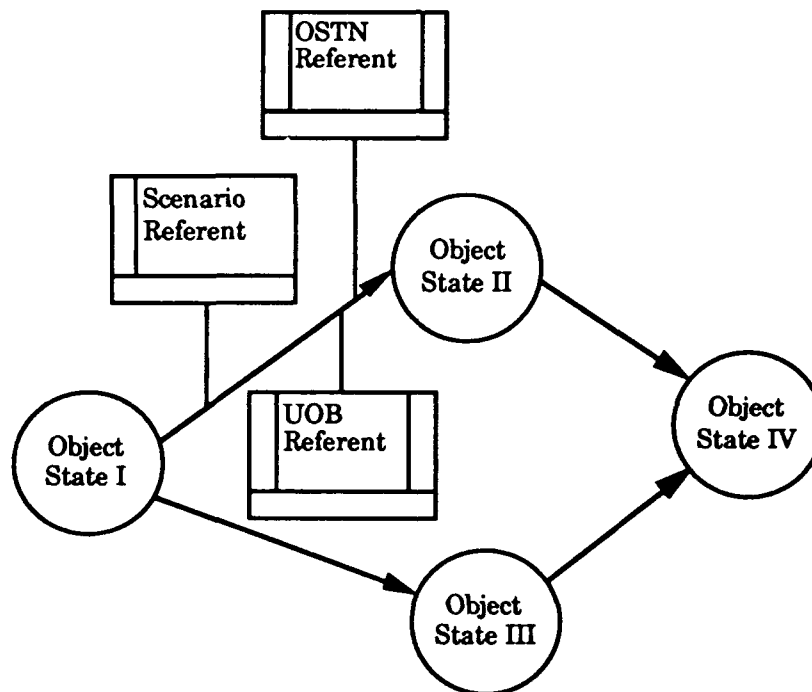 OSTN
Referent
Scenario
Referent
Object
State II
UOB
Referent
Object
State I
Object
State IV
Object
State III